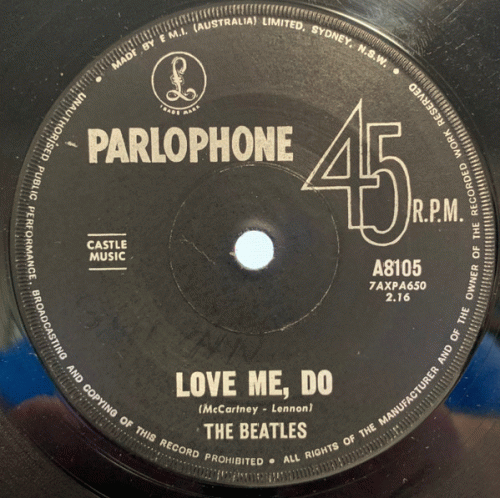 MADE BY E.M.I. (AUSTRALIA) LIMITED, SYDNEY, N.S.W. •
UNAUTHORISED PUBLIC PERFORMANCE, BROADCASTING AND COPYING OF THIS RECORD PROHIBITED • ALL RIGHTS OF THE MANUFACTURER AND OF THE OWNER OF THE RECORDED WORK RESERVED
£
TRADE MARK
PARLOPHONE
45 R.P.M.
CASTLE
MUSIC
A8105
7AXPA650
2.16
LOVE ME, DO
(McCartney - Lennon)
THE BEATLES